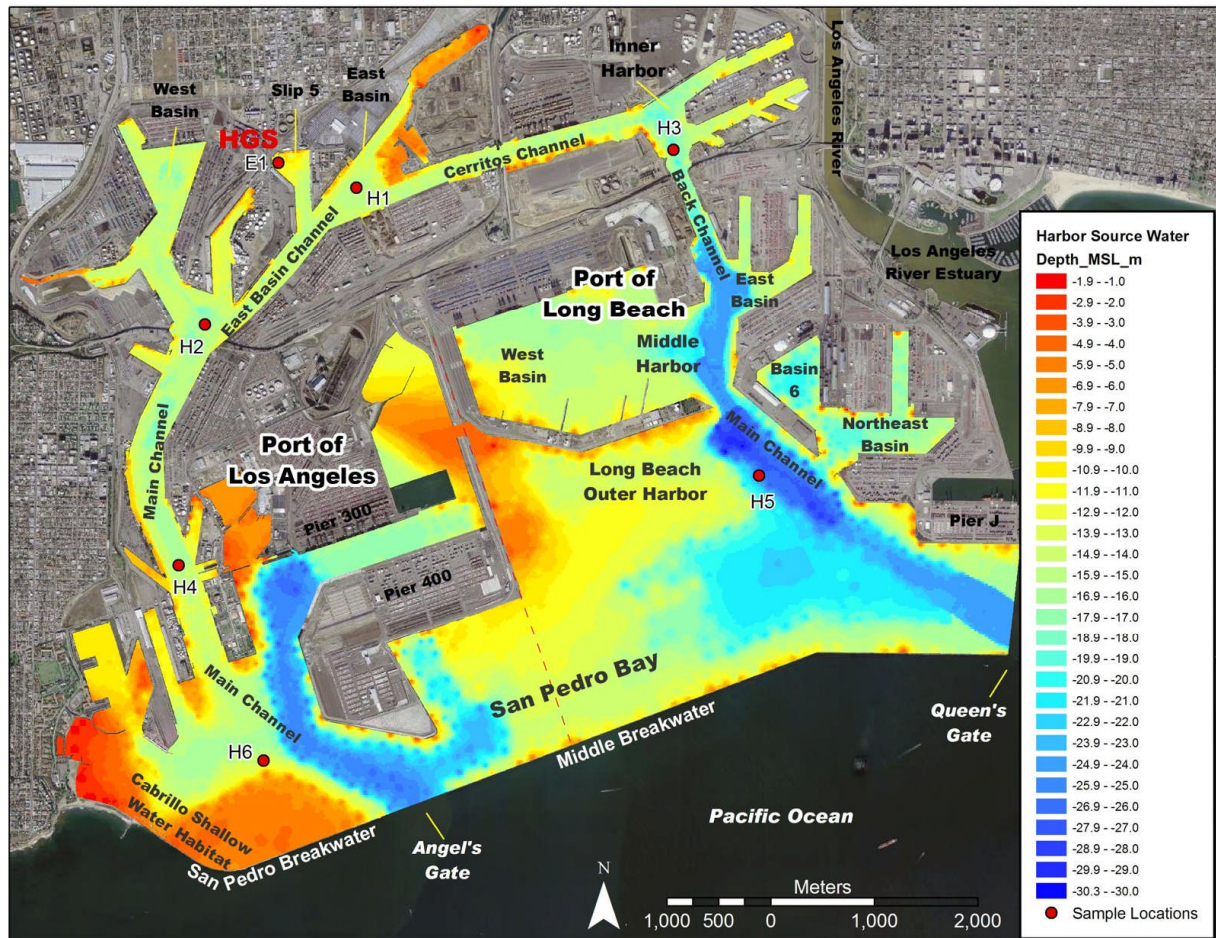 Inner
Harbor
East
Basin
Slip 5
West
Basin
HGS
E1
H1
Cerritos Channel
H3
Los Angeles River
Back Channel
Los Angeles
River Estuary
East Basin Channel
H2
Port of
Long Beach
East
Basin
Middle
Harbor
West
Basin
Basin
6
Main Channel
Northeast
Basin
Main Channel
Port of
Los Angeles
Long Beach
Outer Harbor
H5
Pier J
Pier 300
Pier 400
H4
San Pedro Bay
Main Channel
H6
Middle Breakwater
Queen's
Gate
Cabrillo Shallow
Water Habitat
San Pedro Breakwater
Angel's
Gate
Pacific Ocean
N
Meters
1,000 500 0 1,000 2,000
Harbor Source Water
Depth_MSL_m
-1.9 - -1.0
-2.9 - -2.0
-3.9 - -3.0
-4.9 - -4.0
-5.9 - -5.0
-6.9 - -6.0
-7.9 - -7.0
-8.9 - -8.0
-9.9 - -9.0
-10.9 - -10.0
-11.9 - -11.0
-12.9 - -12.0
-13.9 - -13.0
-14.9 - -14.0
-15.9 - -15.0
-16.9 - -16.0
-17.9 - -17.0
-18.9 - -18.0
-19.9 - -19.0
-20.9 - -20.0
-21.9 - -21.0
-22.9 - -22.0
-23.9 - -23.0
-24.9 - -24.0
-25.9 - -25.0
-26.9 - -26.0
-27.9 - -27.0
-28.9 - -28.0
-29.9 - -29.0
-30.3 - -30.0
Sample Locations